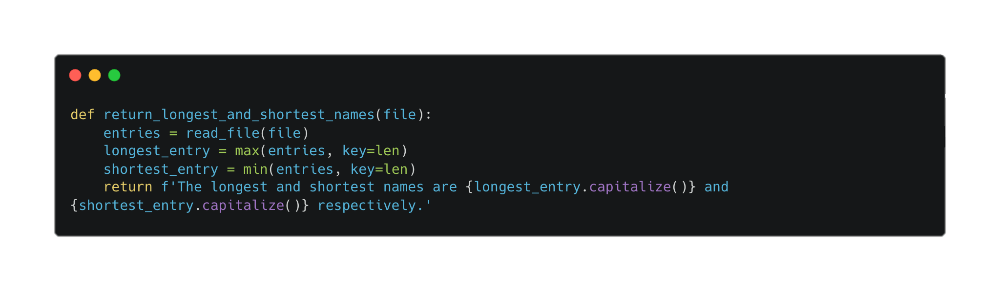 def return_longest_and_shortest_names(file):
    entries = read_file(file)
    longest_entry = max(entries, key=len)
    shortest_entry = min(entries, key=len)
    return f'The longest and shortest names are {longest_entry.capitalize()} and
{shortest_entry.capitalize()} respectively.'